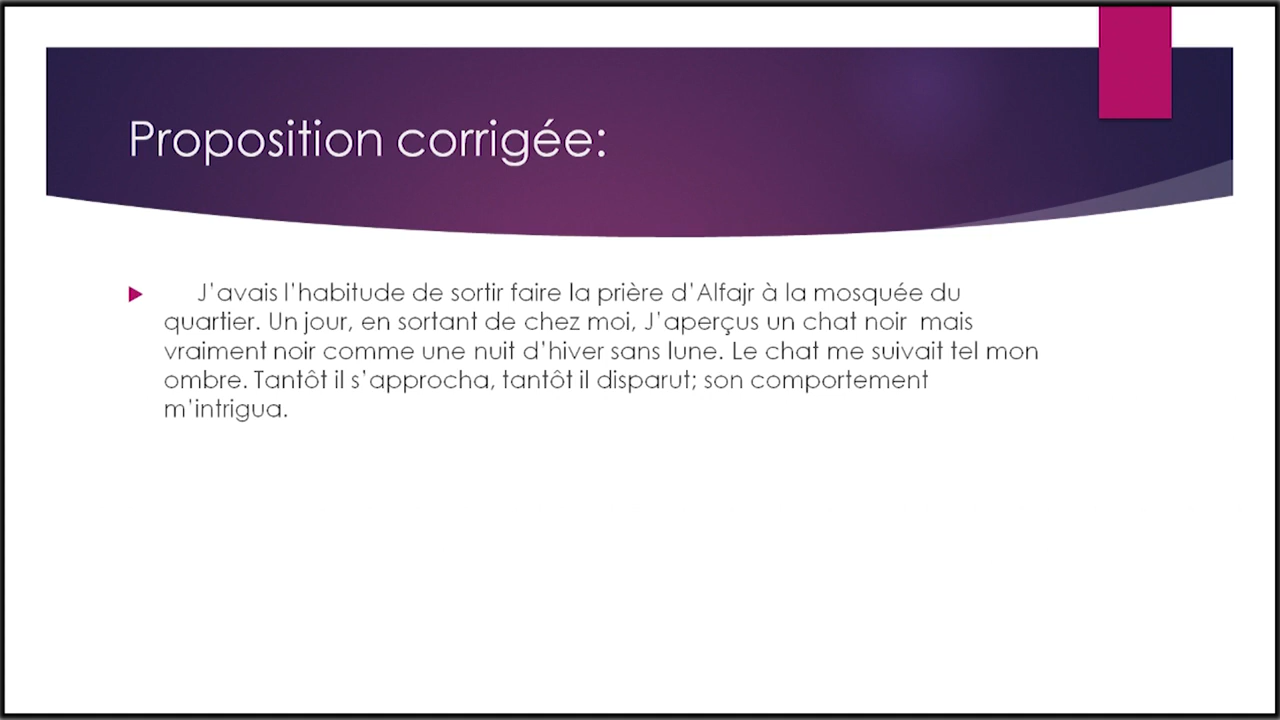 Proposition corrigée:
J'avais l'habitude de sortir faire la prière d'Alfajr à la mosquée du
quartier. Un jour, en sortant de chez moi, J'aperçus un chat noir  mais
vraiment noir comme une nuit d'hiver sans lune. Le chat me suivait tel mon
ombre. Tantôt il s'approcha, tantôt il disparut; son comportement
m'intrigua.